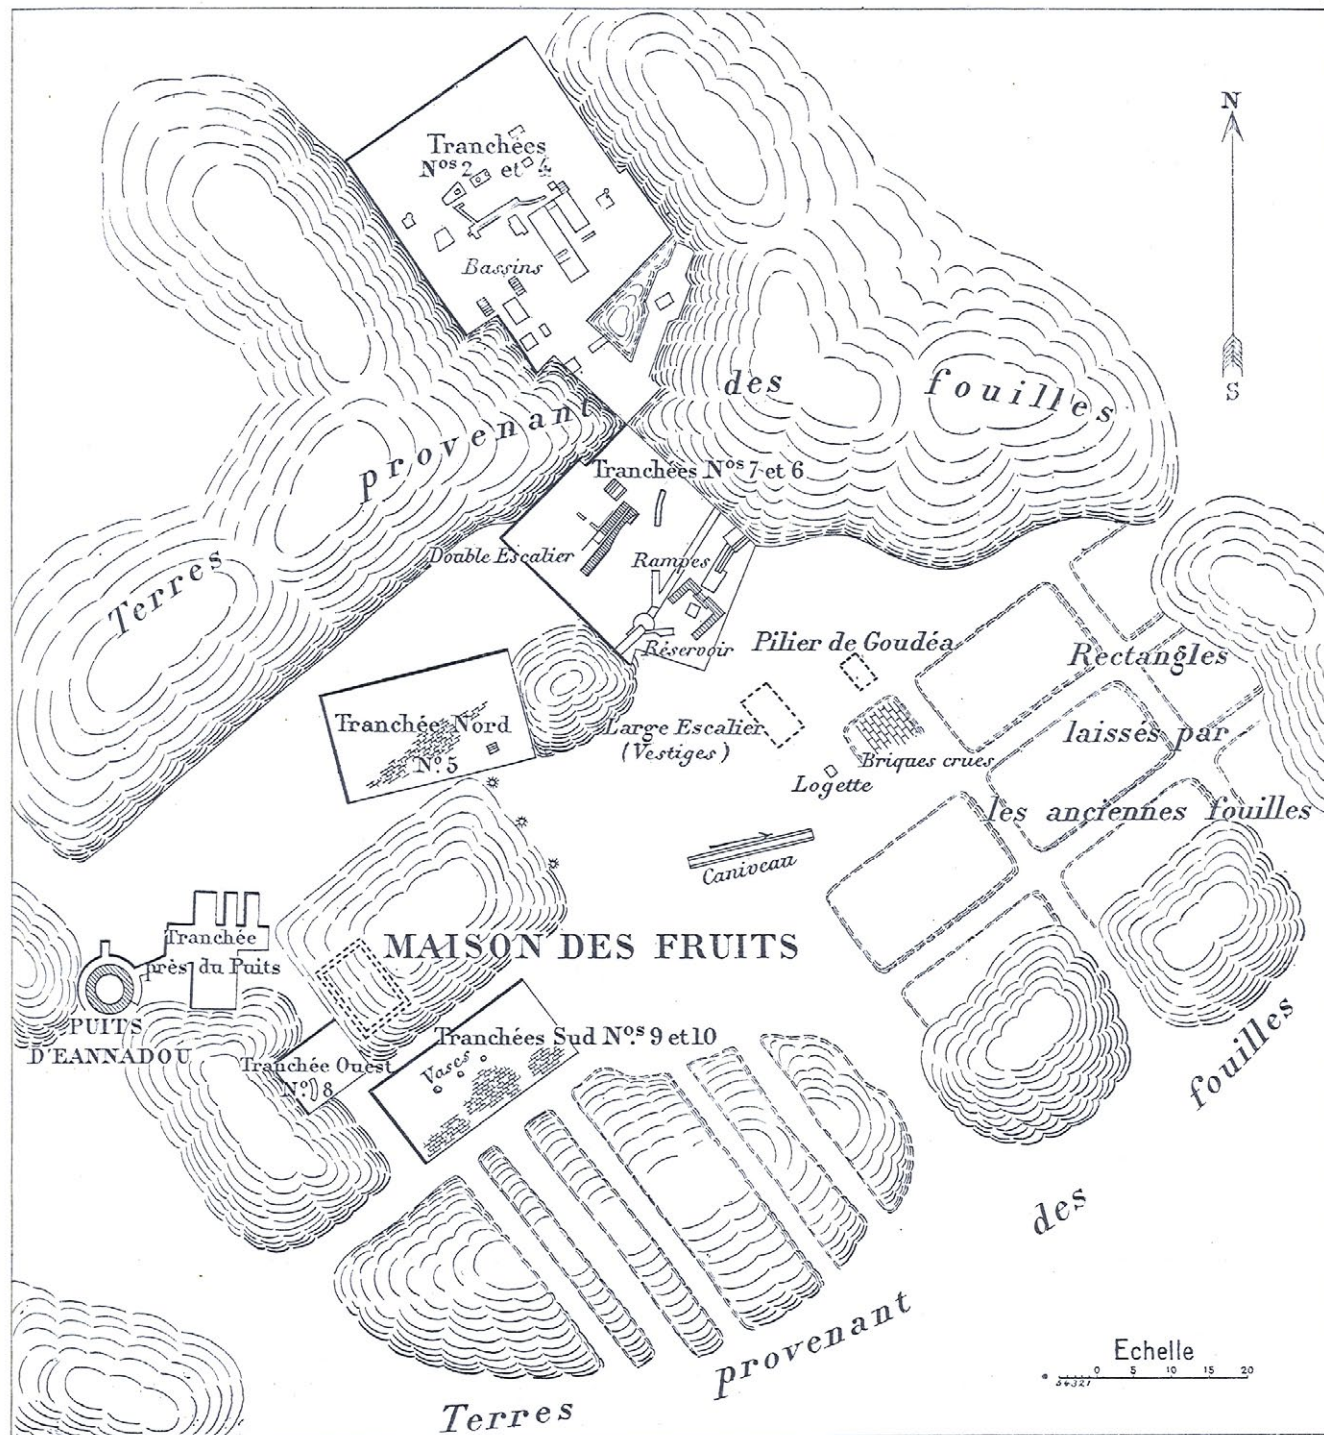 N
Tranchées
Nos 2 et 4
Bassins
S
Terres provenant des fouilles
Tranchées Nos 7 et 6
Double Escalier
Rampes
Réservoir
Pilier de Goudéa
Rectangles
laissés par
les anciennes fouilles
Tranchée Nord
No. 5
Large Escalier
(Vestiges)
Briques crues
Logette
Caniveau
MAISON DES FRUITS
Tranchée
près du Puits
PUITS
D'EANNADOU
Tranchée Ouest
No. 8
Tranchées Sud Nos. 9 et 10
Vases
Terres provenant des fouilles
Echelle
54321 0 5 10 15 20